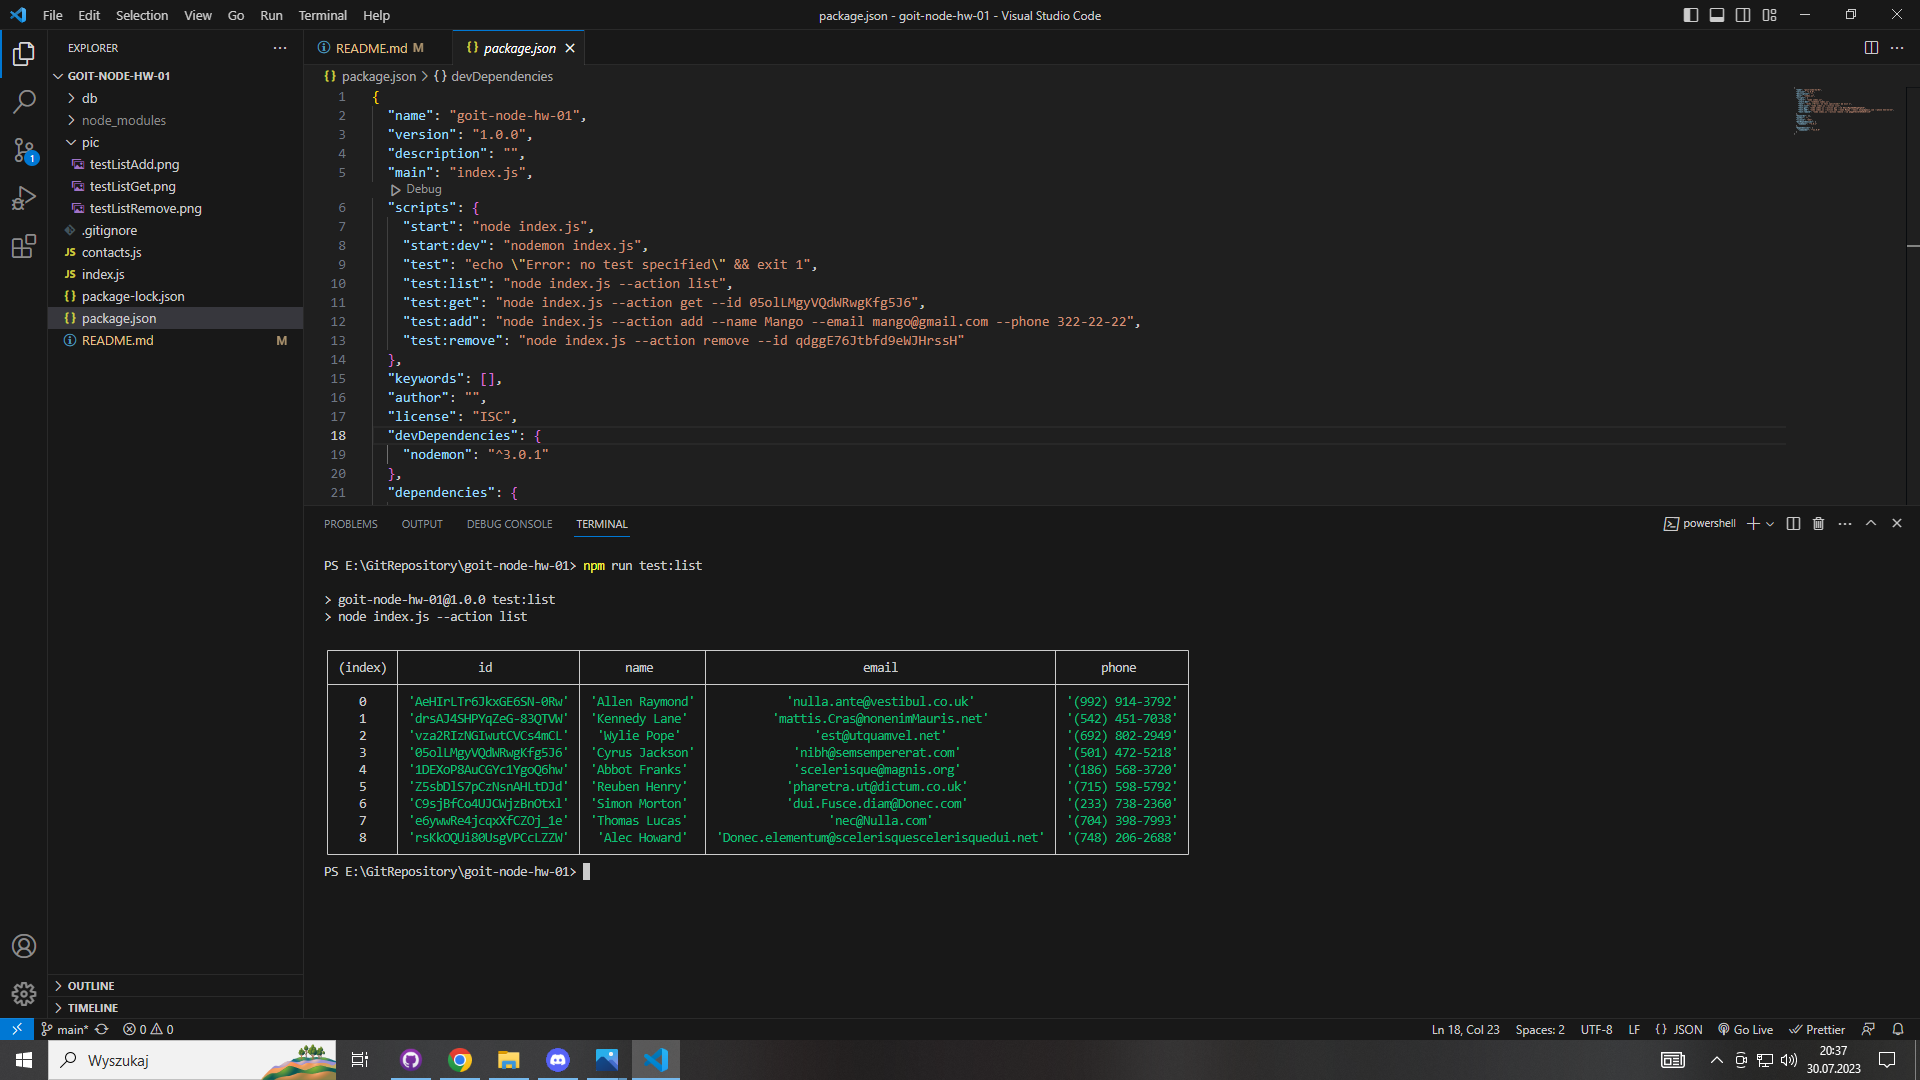 File Edit Selection View Go Run Terminal Help
package.json - goit-node-hw-01 - Visual Studio Code
EXPLORER
GOIT-NODE-HW-01
db
node_modules
pic
testListAdd.png
testListGet.png
testListRemove.png
.gitignore
JS contacts.js
JS index.js
{} package-lock.json
{} package.json
README.md M
OUTLINE
TIMELINE
README.md M
{} package.json
{} package.json > {} devDependencies
1 {
2 "name": "goit-node-hw-01",
3 "version": "1.0.0",
4 "description": "",
5 "main": "index.js",
Debug
6 "scripts": {
7 "start": "node index.js",
8 "start:dev": "nodemon index.js",
9 "test": "echo \"Error: no test specified\" && exit 1",
10 "test:list": "node index.js --action list",
11 "test:get": "node index.js --action get --id 05olLMgyVQdWRwgKfg5J6",
12 "test:add": "node index.js --action add --name Mango --email mango@gmail.com --phone 322-22-22",
13 "test:remove": "node index.js --action remove --id qdggE76Jtbfd9eWJHrssH"
14 },
15 "keywords": [],
16 "author": "",
17 "license": "ISC",
18 "devDependencies": {
19 "nodemon": "^3.0.1"
20 },
21 "dependencies": {
PROBLEMS OUTPUT DEBUG CONSOLE TERMINAL
powershell
PS E:\GitRepository\goit-node-hw-01> npm run test:list
> goit-node-hw-01@1.0.0 test:list
> node index.js --action list
(index) id name email phone
0 'AeHIrLTr6JkxGE6SN-0Rw' 'Allen Raymond' 'nulla.ante@vestibul.co.uk' '(992) 914-3792'
1 'drsAJ4SHPYqZeG-83QTVW' 'Kennedy Lane' 'mattis.Cras@nonenimMauris.net' '(542) 451-7038'
2 'vza2RIzNGIwutCVCs4mCL' 'Wylie Pope' 'est@utquamvel.net' '(692) 802-2949'
3 '05olLMgyVQdWRwgKfg5J6' 'Cyrus Jackson' 'nibh@semsempererat.com' '(501) 472-5218'
4 '1DEXoP8AuCGYc1YgoQ6hw' 'Abbot Franks' 'scelerisque@magnis.org' '(186) 568-3720'
5 'Z5sbDlS7pCzNsnAHLtDJd' 'Reuben Henry' 'pharetra.ut@dictum.co.uk' '(715) 598-5792'
6 'C9sjBfCo4UJCWjzBnOtxl' 'Simon Morton' 'dui.Fusce.diam@Donec.com' '(233) 738-2360'
7 'e6ywwRe4jcqxXfCZOj_1e' 'Thomas Lucas' 'nec@Nulla.com' '(704) 398-7993'
8 'rsKkOQUi80UsgVPCcLZZW' 'Alec Howard' 'Donec.elementum@scelerisquescelerisquedui.net' '(748) 206-2688'
PS E:\GitRepository\goit-node-hw-01>
main* 0 0
Ln 18, Col 23 Spaces: 2 UTF-8 LF {} JSON Go Live Prettier
Wyszukaj
20:37
30.07.2023
1